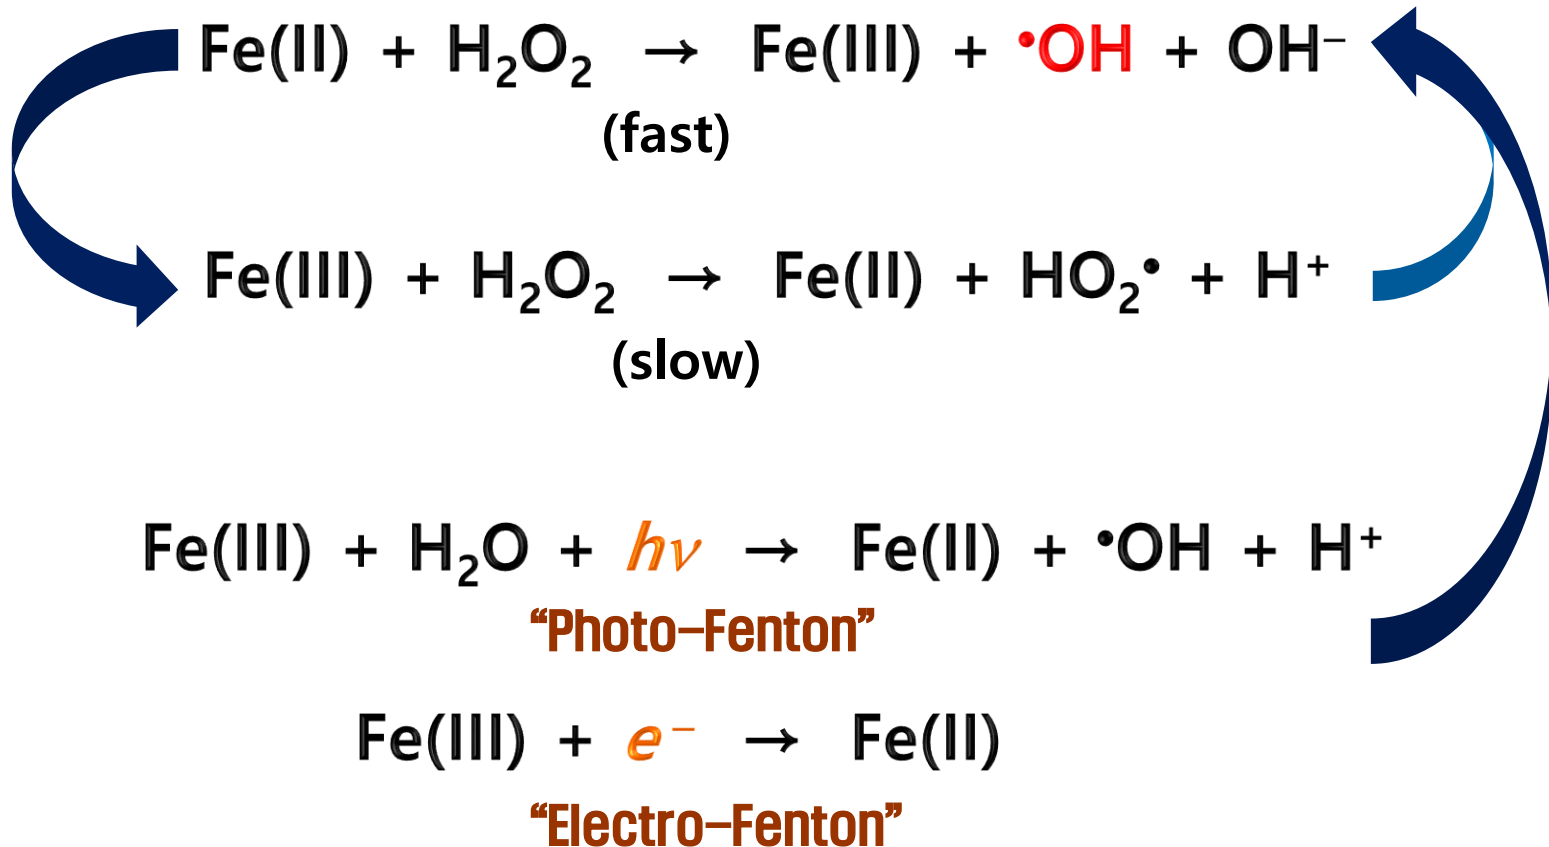 Fe(II) + H₂O₂ → Fe(III) + •OH + OH⁻
(fast)
Fe(III) + H₂O₂ → Fe(II) + HO₂• + H⁺
(slow)
Fe(III) + H₂O + hν → Fe(II) + •OH + H⁺
“Photo-Fenton”
Fe(III) + e⁻ → Fe(II)
“Electro-Fenton”